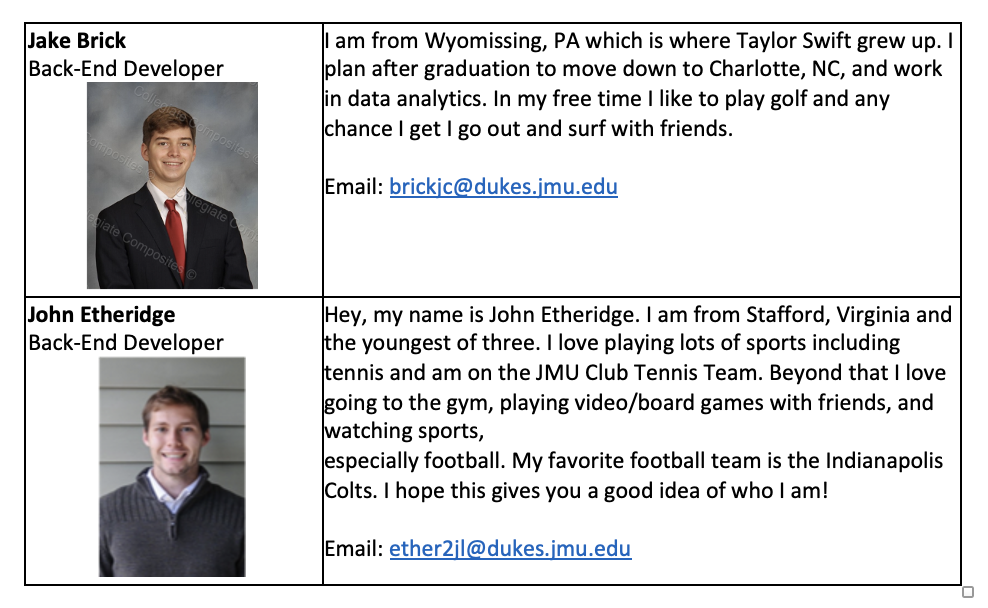 Jake Brick
Back-End Developer
Collegiate Composites
Collegiate Composites ©
I am from Wyomissing, PA which is where Taylor Swift grew up. I
plan after graduation to move down to Charlotte, NC, and work
in data analytics. In my free time I like to play golf and any
chance I get I go out and surf with friends.
Email: brickjc@dukes.jmu.edu
John Etheridge
Back-End Developer
Hey, my name is John Etheridge. I am from Stafford, Virginia and
the youngest of three. I love playing lots of sports including
tennis and am on the JMU Club Tennis Team. Beyond that I love
going to the gym, playing video/board games with friends, and
watching sports,
especially football. My favorite football team is the Indianapolis
Colts. I hope this gives you a good idea of who I am!
Email: ether2jl@dukes.jmu.edu